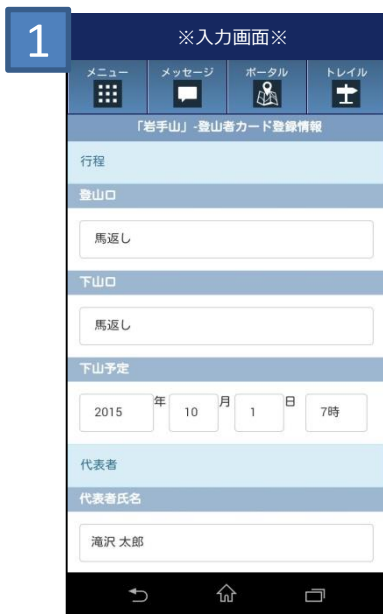 1
※入力画面※
メニュー メッセージ ポータル トレイル
「岩手山」-登山者カード登録情報
行程
登山口
馬返し
下山口
馬返し
下山予定
2015 年 10 月 1 日 7時
代表者
代表者氏名
滝沢 太郎